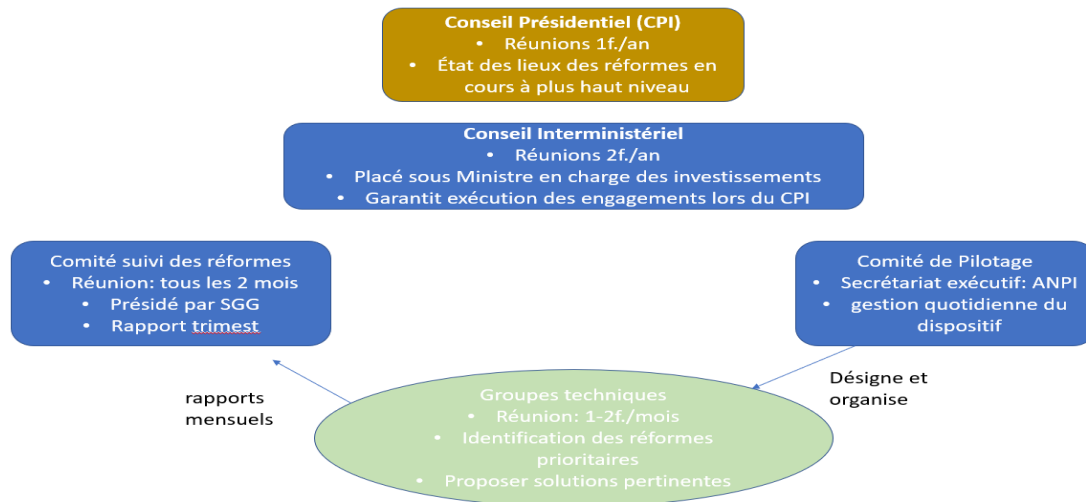 Conseil Présidentiel (CPI)
• Réunions 1f./an
• État des lieux des réformes en
cours à plus haut niveau
Conseil Interministériel
• Réunions 2f./an
• Placé sous Ministre en charge des investissements
• Garantit exécution des engagements lors du CPI
Comité suivi des réformes
• Réunion: tous les 2 mois
• Présidé par SGG
• Rapport trimest
Comité de Pilotage
• Secrétariat exécutif: ANPI
• gestion quotidienne du
dispositif
rapports
mensuels
Désigne et
organise
Groupes techniques
• Réunion: 1-2f./mois
• Identification des réformes
prioritaires
• Proposer solutions pertinentes